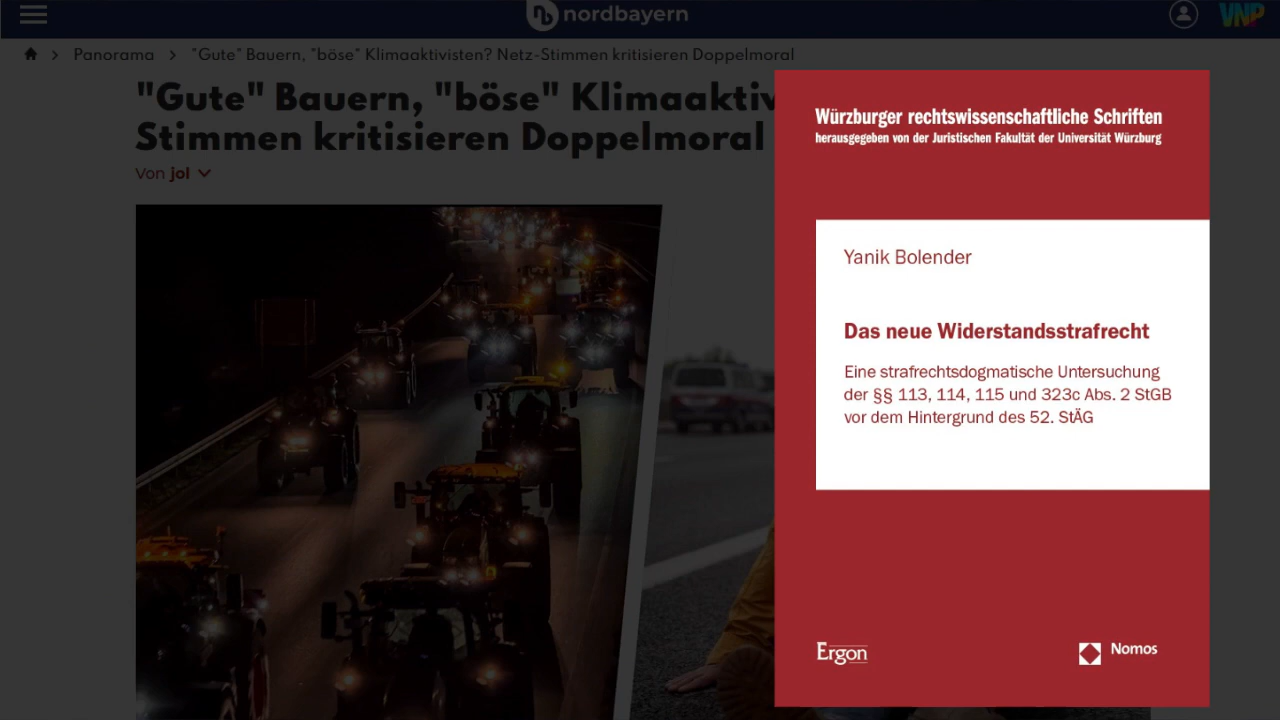 nordbayern
VNP
Panorama
"Gute" Bauern, "böse" Klimaaktivisten? Netz-Stimmen kritisieren Doppelmoral
"Gute" Bauern, "böse" Klimaaktiv
Stimmen kritisieren Doppelmoral
Von jol
Würzburger rechtswissenschaftliche Schriften
herausgegeben von der Juristischen Fakultät der Universität Würzburg
Yanik Bolender
Das neue Widerstandsstrafrecht
Eine strafrechtsdogmatische Untersuchung
der §§ 113, 114, 115 und 323c Abs. 2 StGB
vor dem Hintergrund des 52. StÄG
Ergon
Nomos